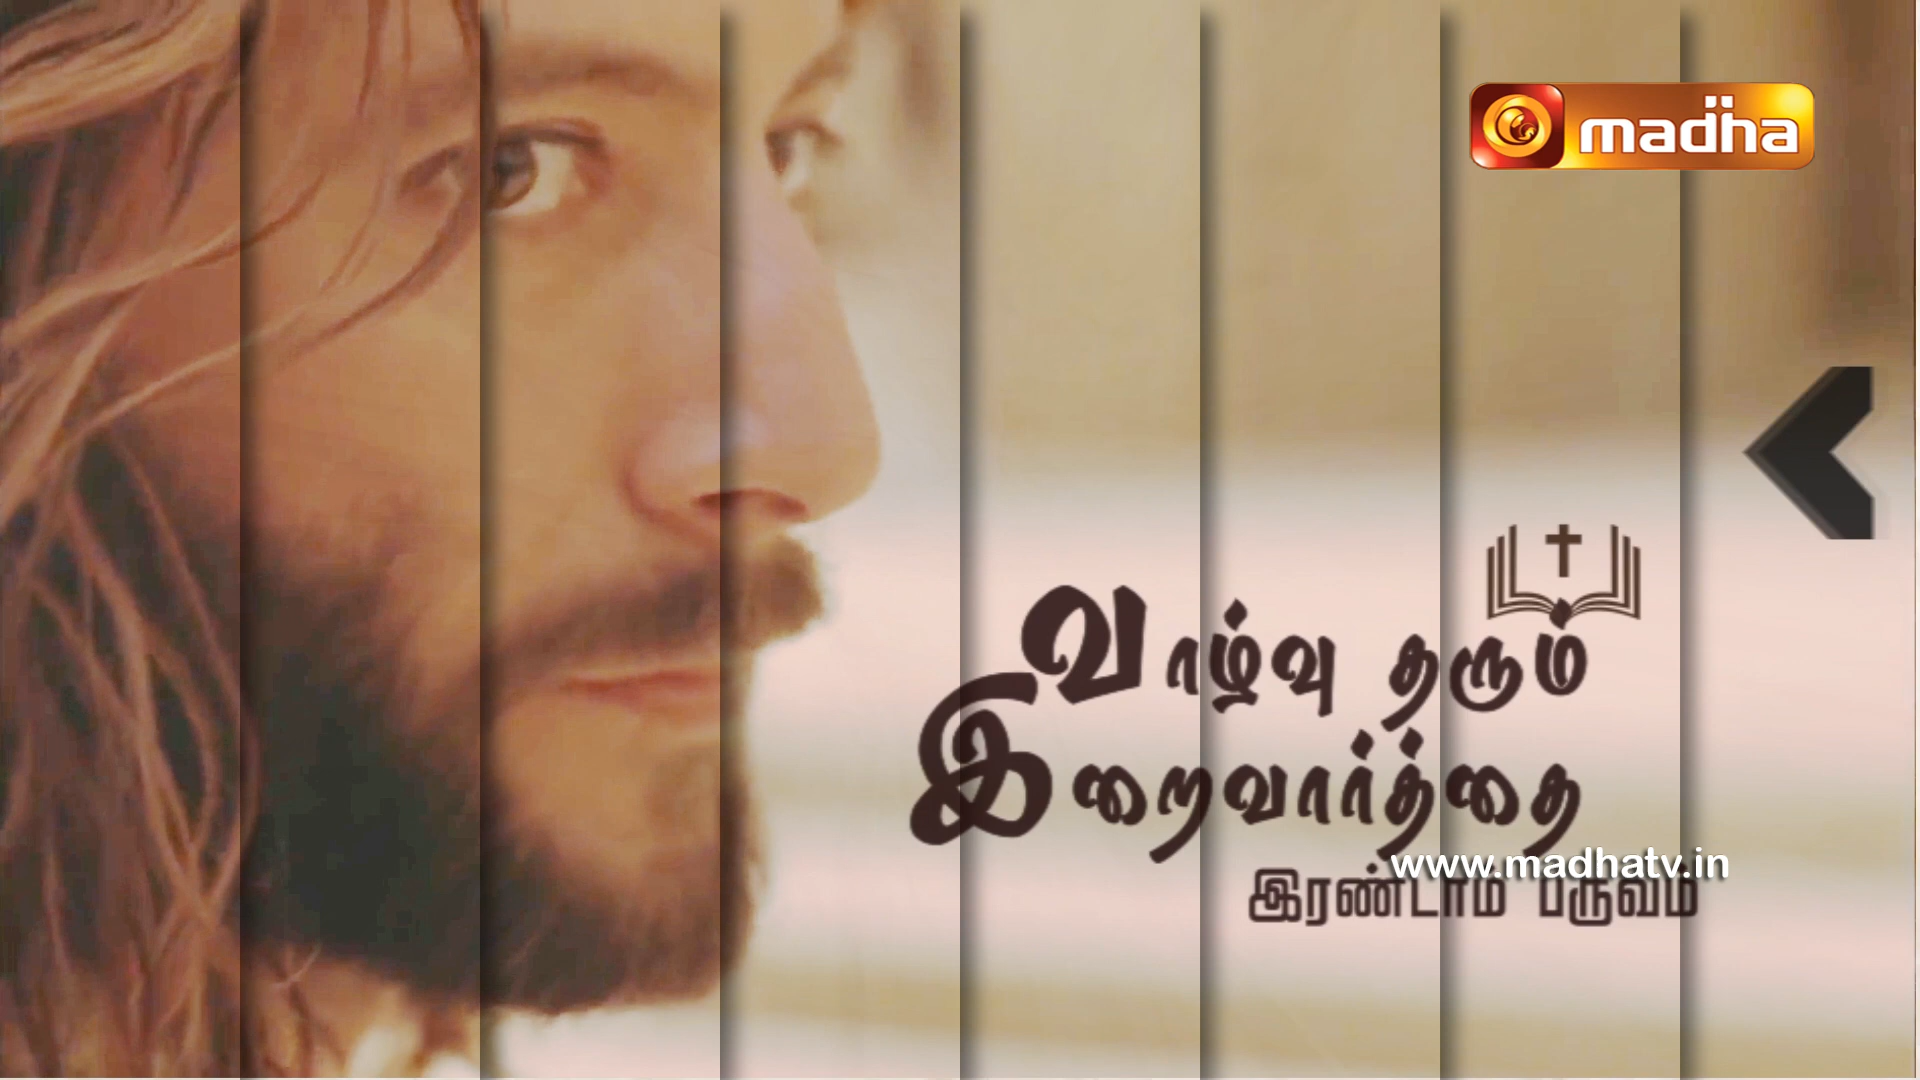 madha
வாழ்வு தரும்
இறைவார்த்தை
www.madhatv.in
இரண்டாம் பருவம்